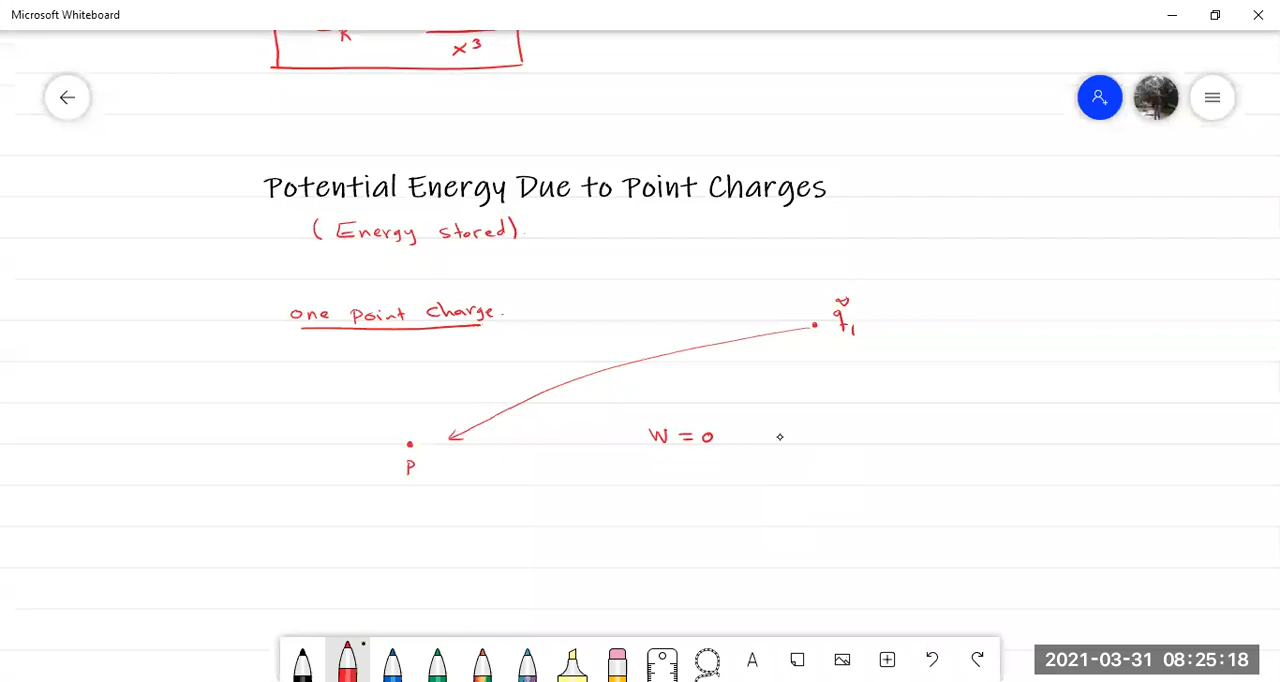 Microsoft Whiteboard
x³
Potential Energy Due to Point Charges
(Energy stored).
one point charge.
q₁
W = 0
P
2021-03-31 08:25:18